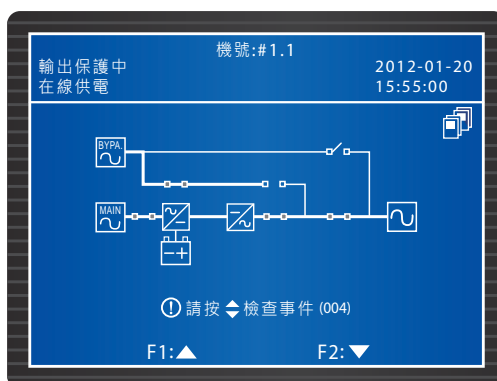 機號:#1.1
輸出保護中
在線供電
2012-01-20
15:55:00
BYPA.
MAIN
請按 檢查事件 (004)
F1:▲ F2:▼